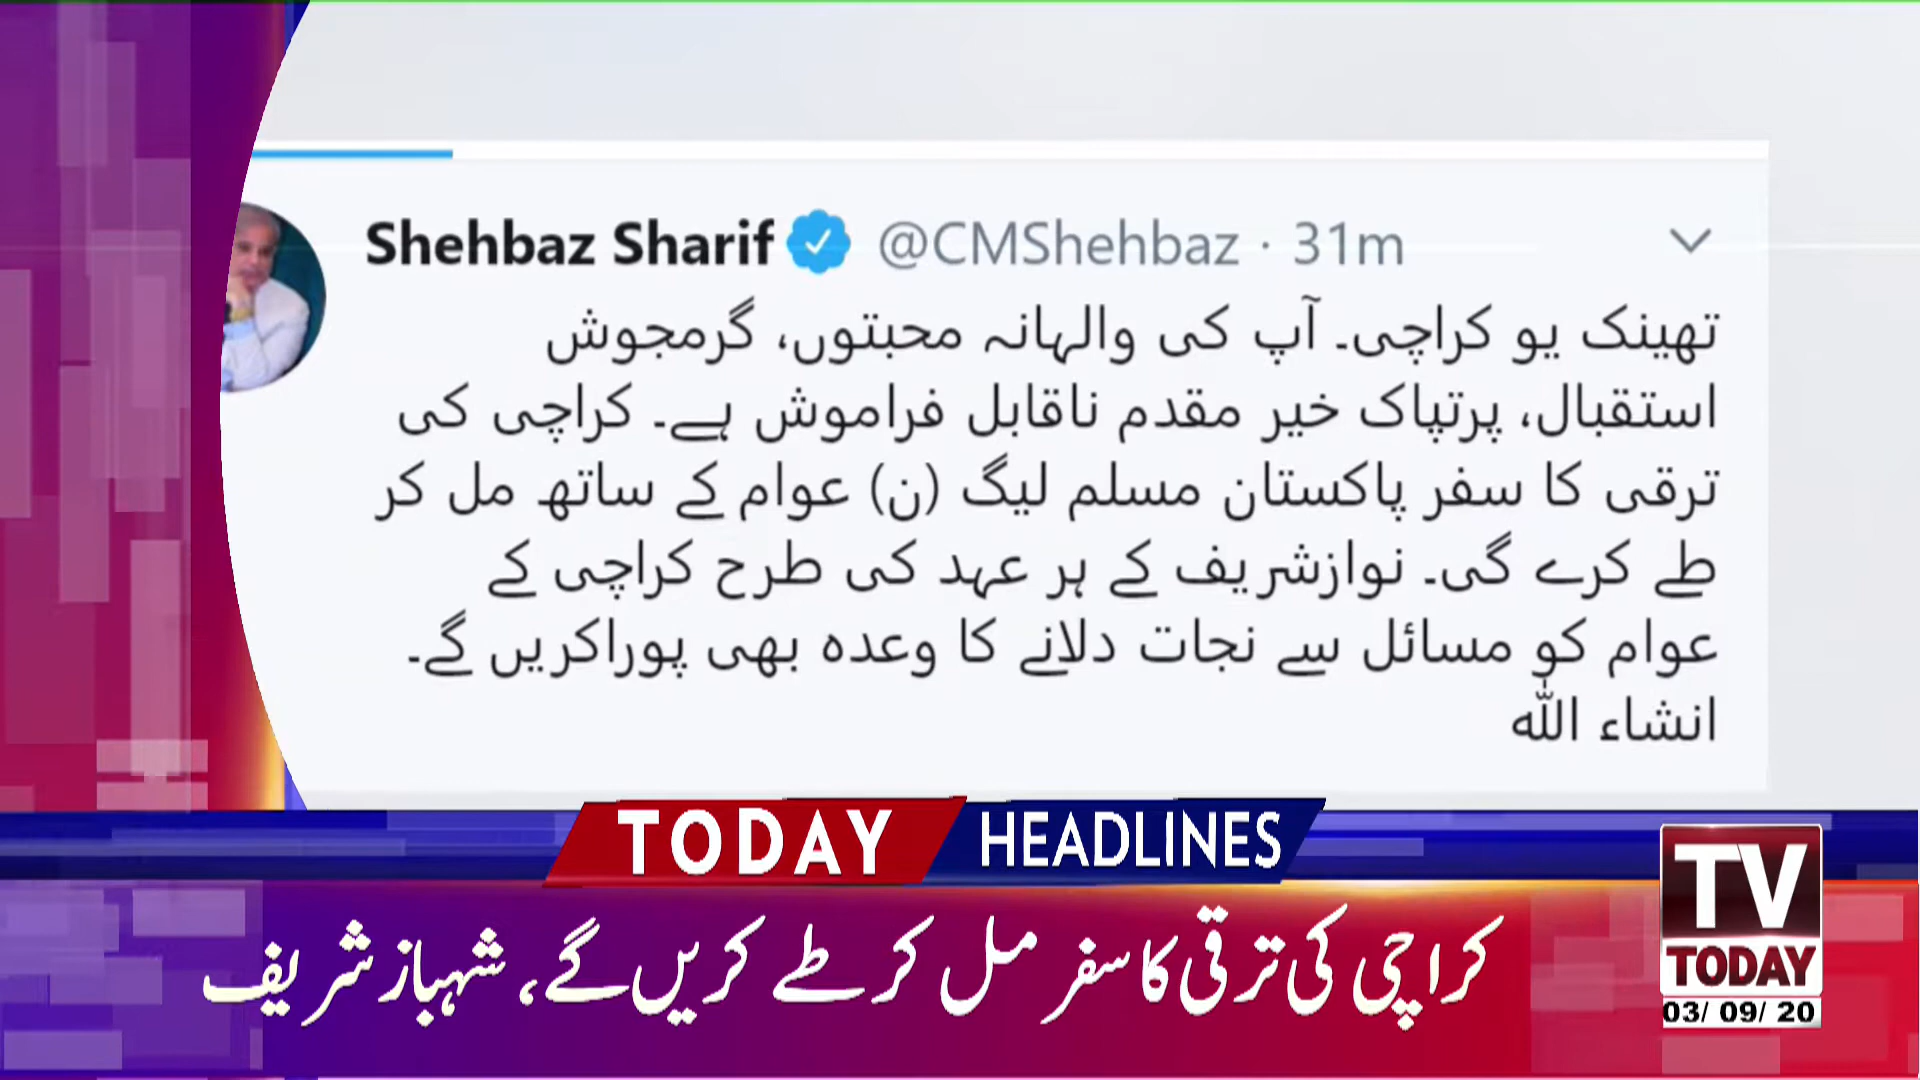 Shehbaz Sharif @CMShehbaz · 31m
تھینک یو کراچی۔ آپ کی والہانہ محبتوں، گرمجوش
استقبال، پرتپاک خیر مقدم ناقابل فراموش ہے۔ کراچی کی
ترقی کا سفر پاکستان مسلم لیگ (ن) عوام کے ساتھ مل کر
طے کرے گی۔ نوازشریف کے ہر عہد کی طرح کراچی کے
عوام کو مسائل سے نجات دلانے کا وعدہ بھی پوراکریں گے۔
انشاء اللہ
TODAY HEADLINES
کراچی کی ترقی کا سفر مل کر طے کریں گے، شہباز شریف
TV
TODAY
03/ 09/ 20